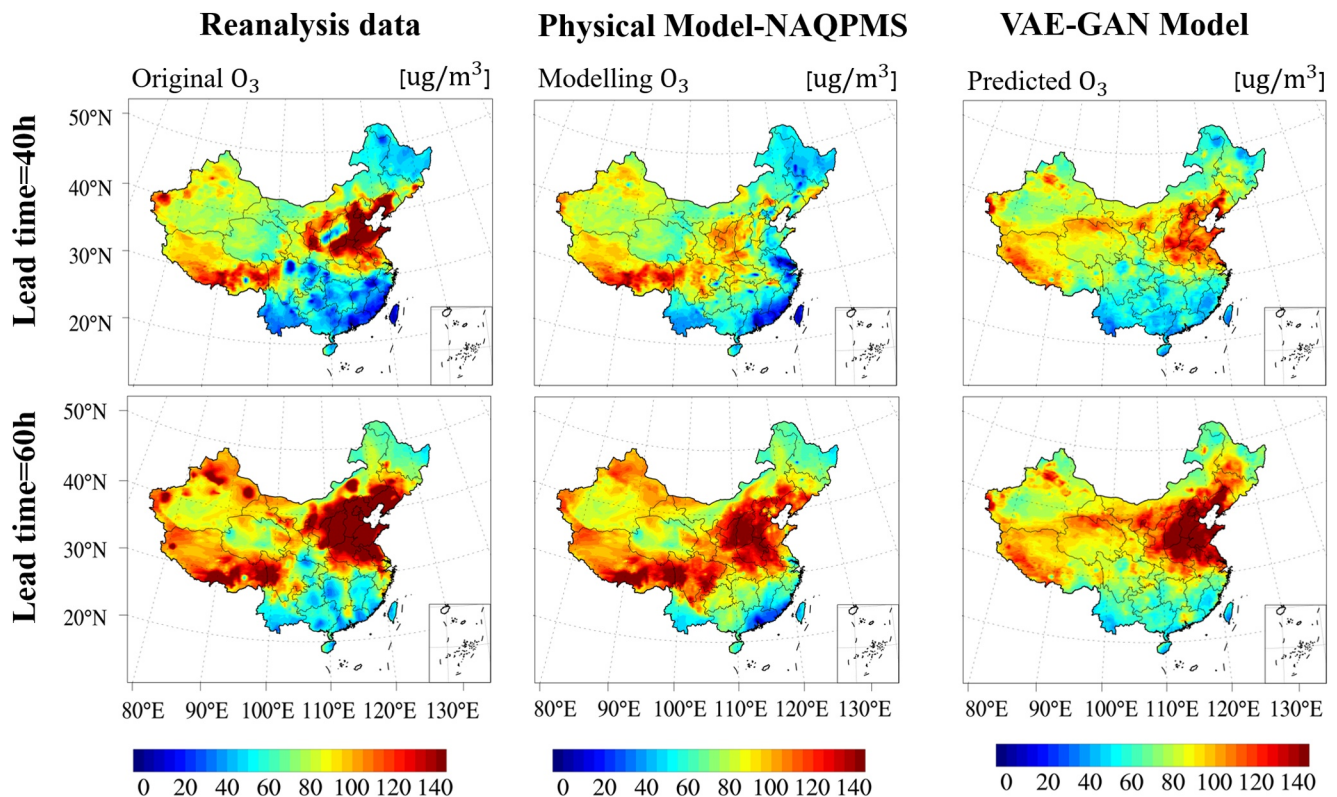 Reanalysis data
Physical Model-NAQPMS
VAE-GAN Model
Original O₃ [ug/m³]
Modelling O₃ [ug/m³]
Predicted O₃ [ug/m³]
Lead time=40h
50°N
40°N
30°N
20°N
Lead time=60h
50°N
40°N
30°N
20°N
80°E 90°E 100°E 110°E 120°E 130°E
80°E 90°E 100°E 110°E 120°E 130°E
80°E 90°E 100°E 110°E 120°E 130°E
0 20 40 60 80 100 120 140
0 20 40 60 80 100 120 140
0 20 40 60 80 100 120 140